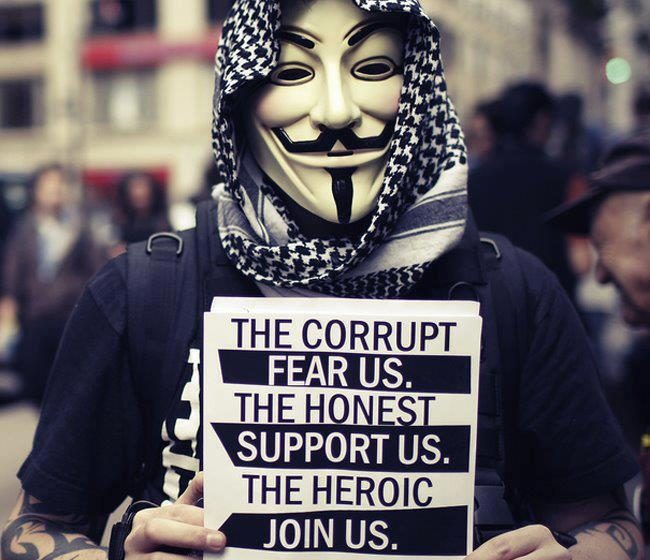 THE CORRUPT
FEAR US.
THE HONEST
SUPPORT US.
THE HEROIC
JOIN US.